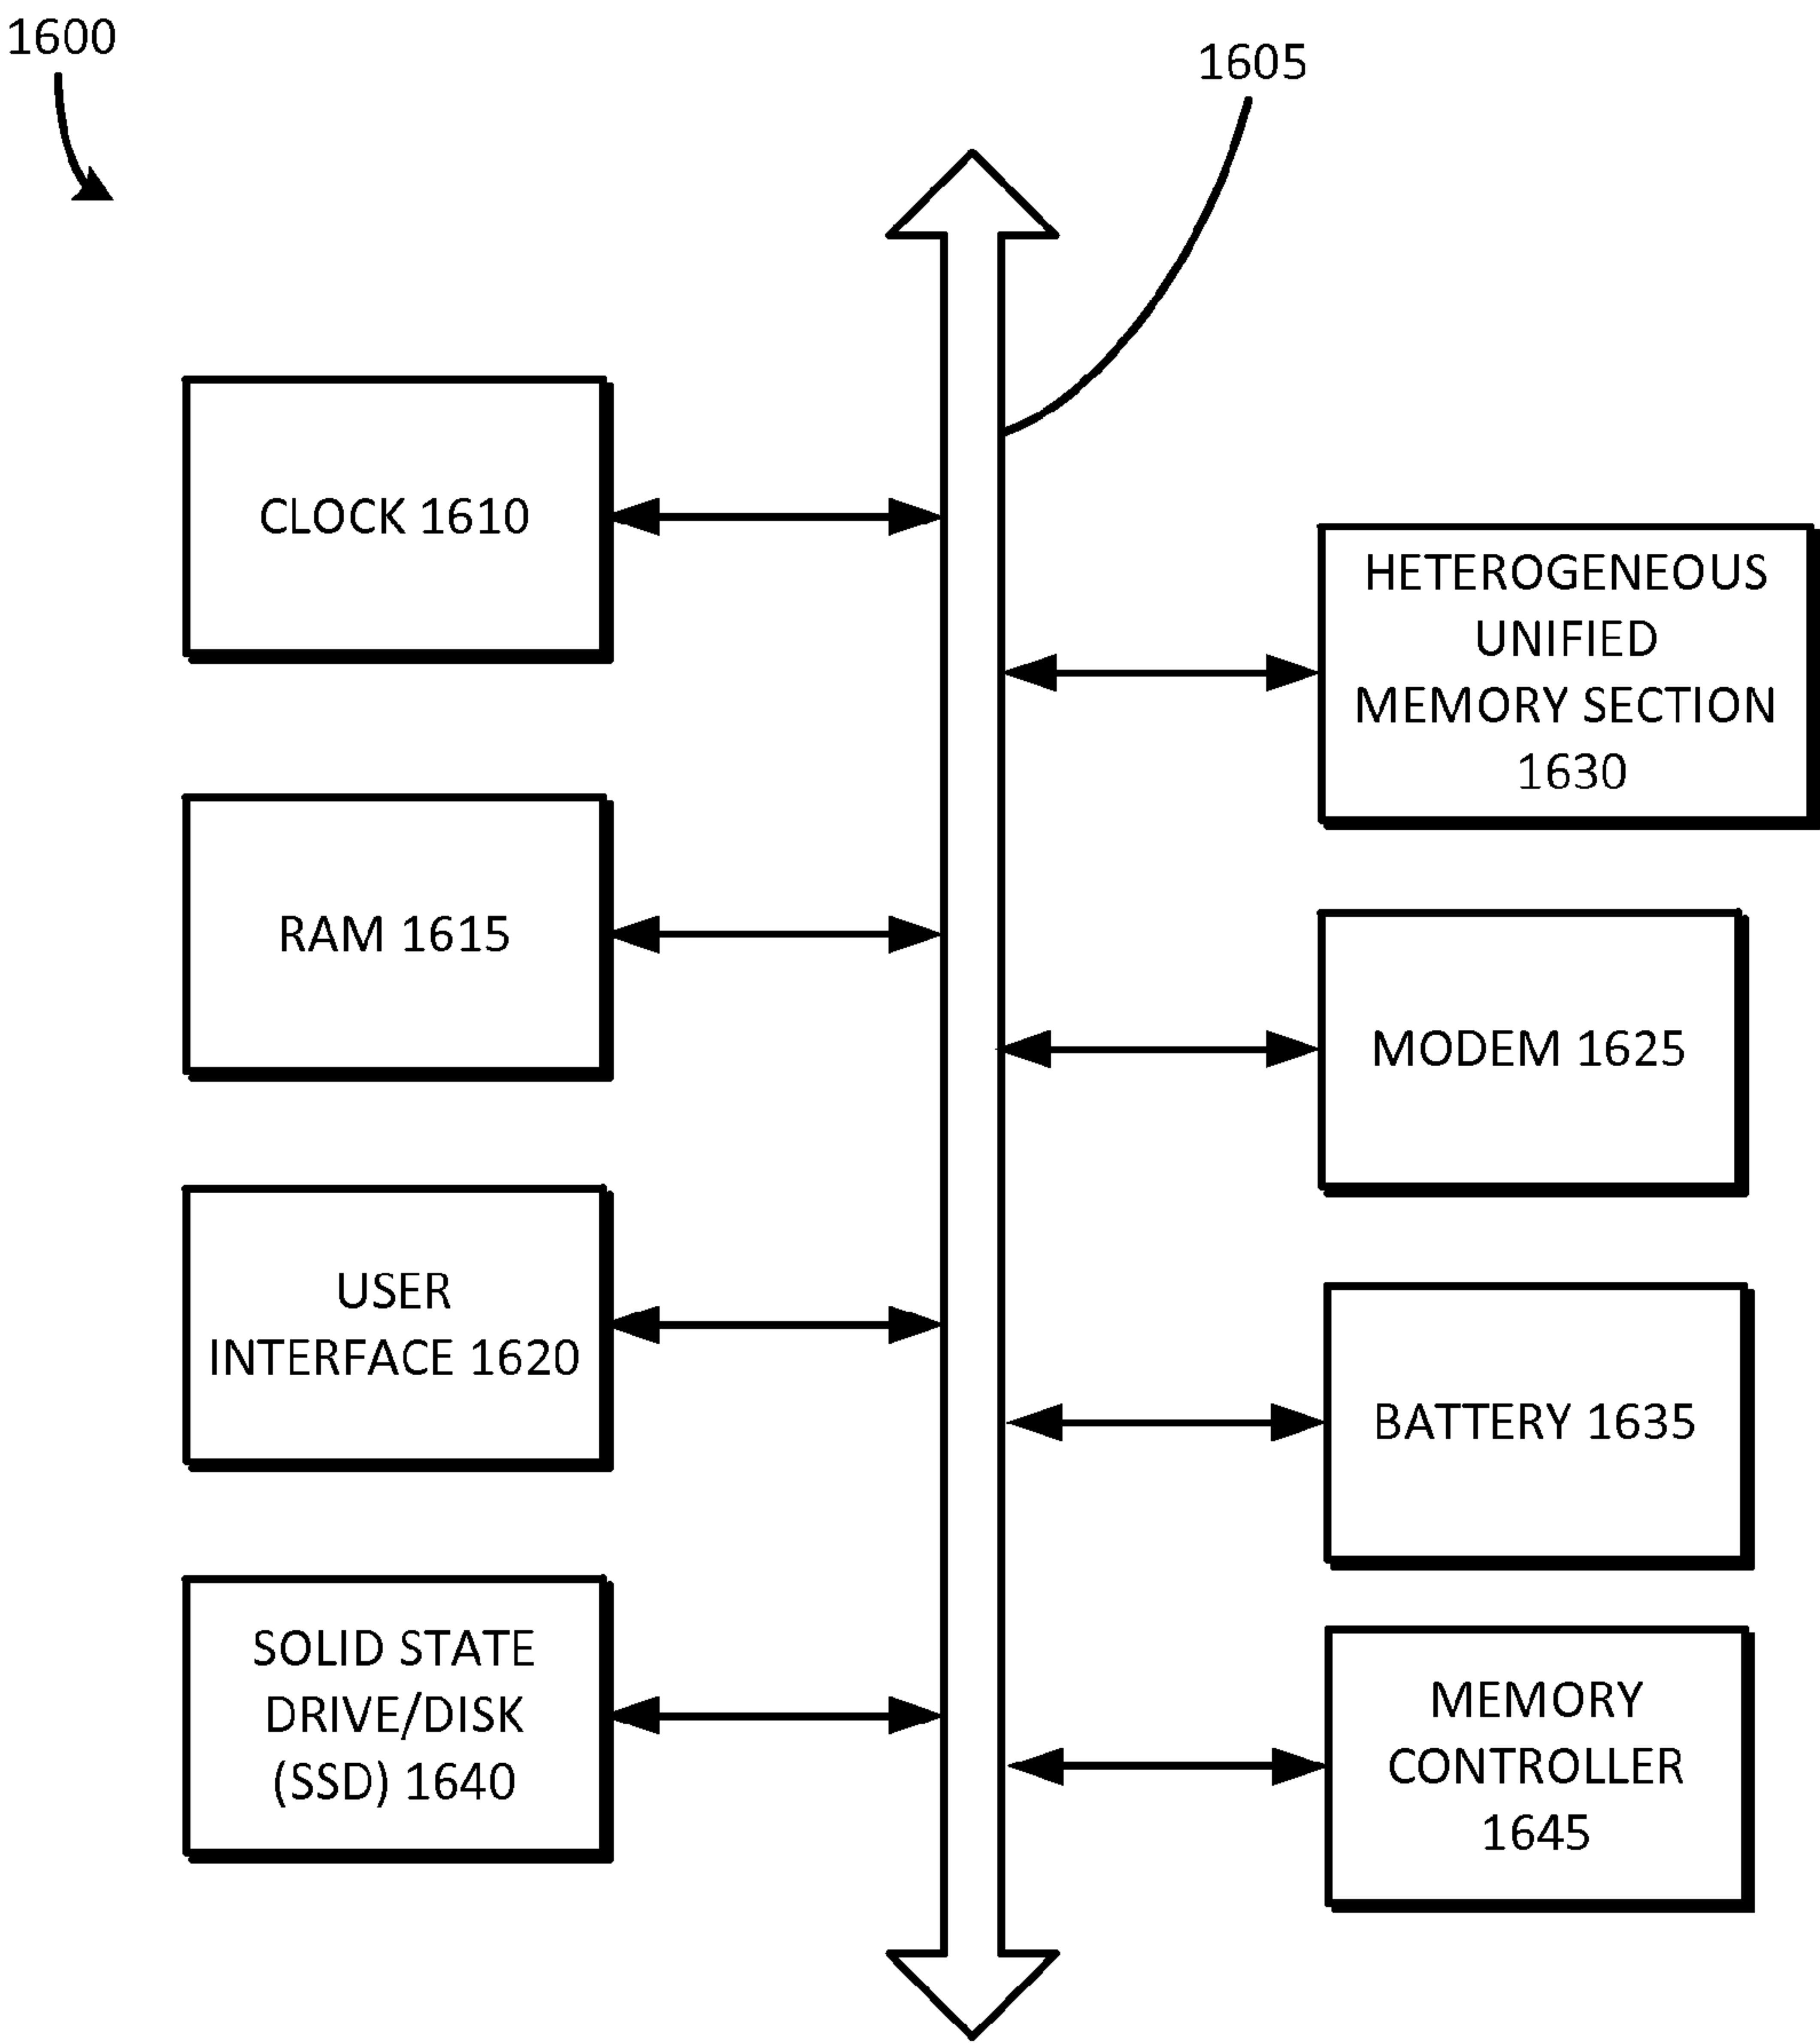 1600
1605
CLOCK 1610
HETEROGENEOUS
UNIFIED
MEMORY SECTION
1630
RAM 1615
MODEM 1625
USER
INTERFACE 1620
BATTERY 1635
SOLID STATE
DRIVE/DISK
(SSD) 1640
MEMORY
CONTROLLER
1645